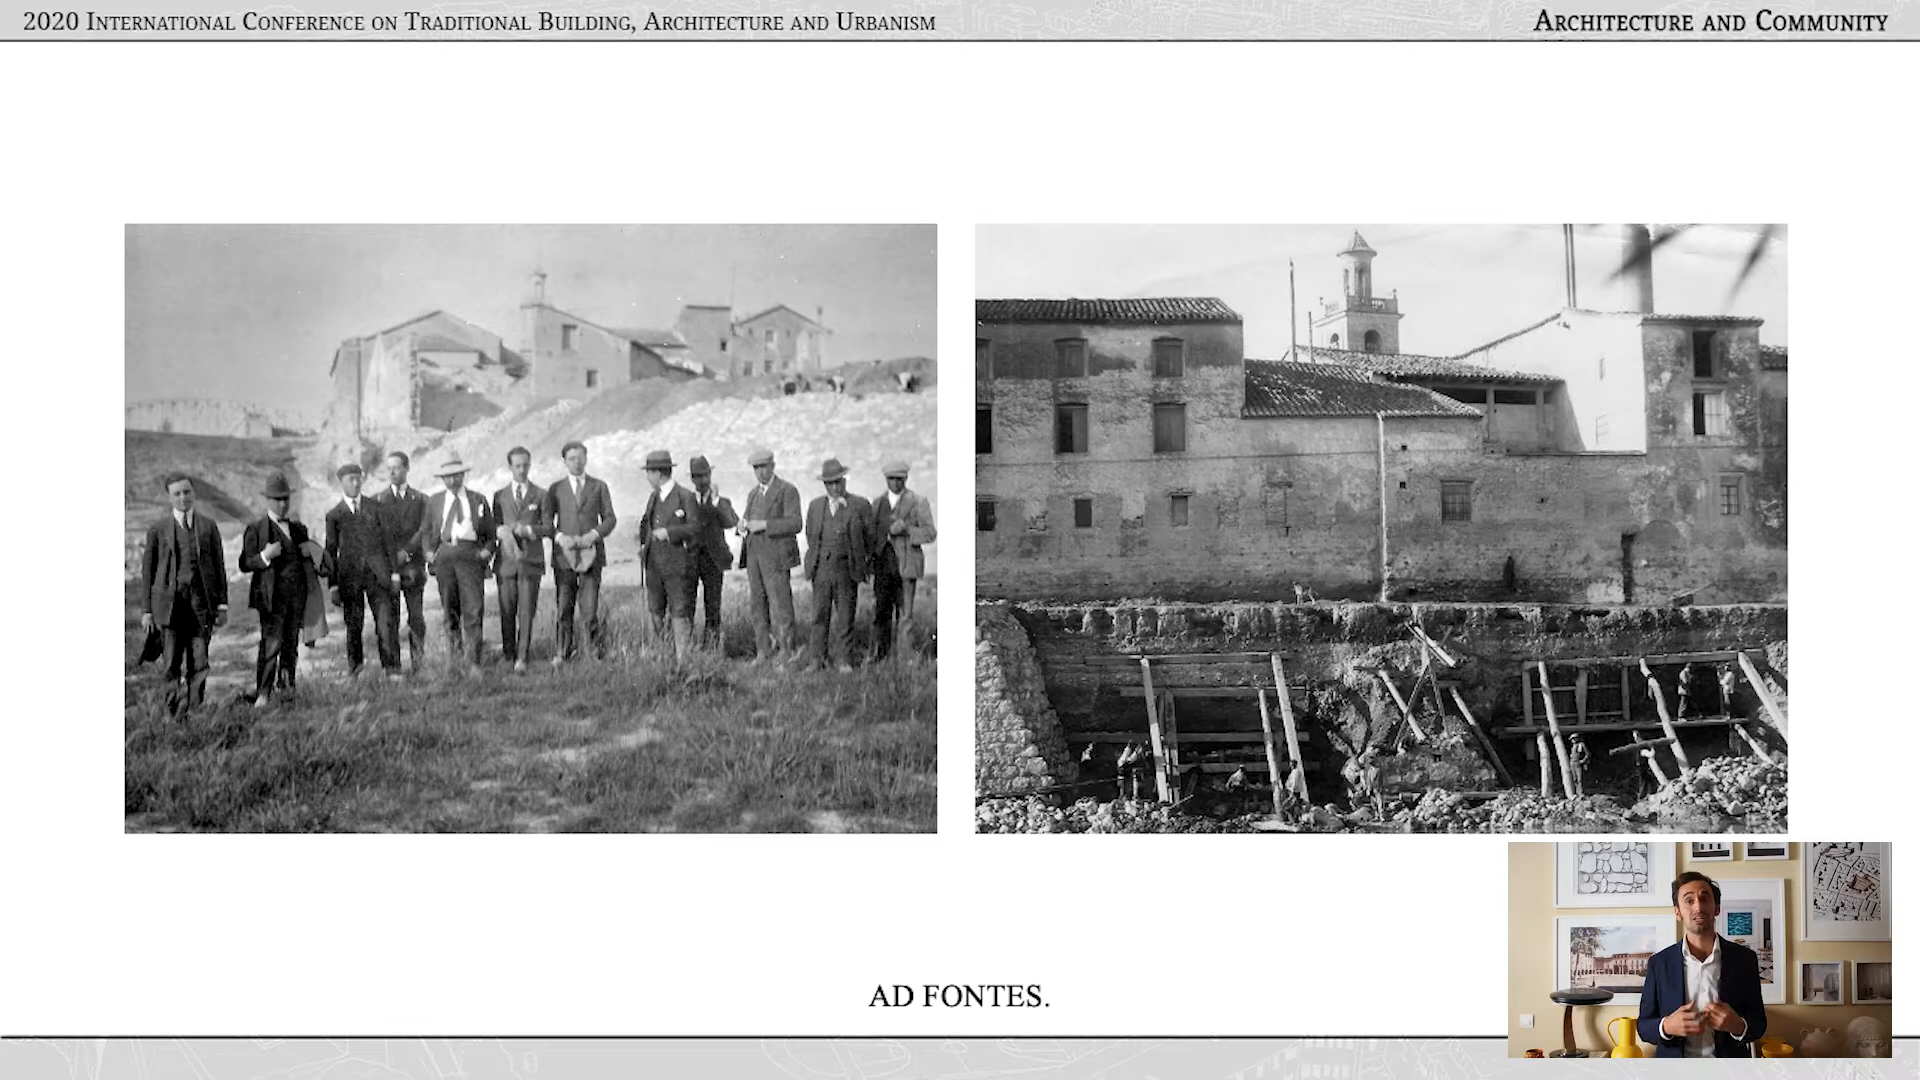 2020 International Conference on Traditional Building, Architecture and Urbanism
Architecture and Community
AD FONTES.